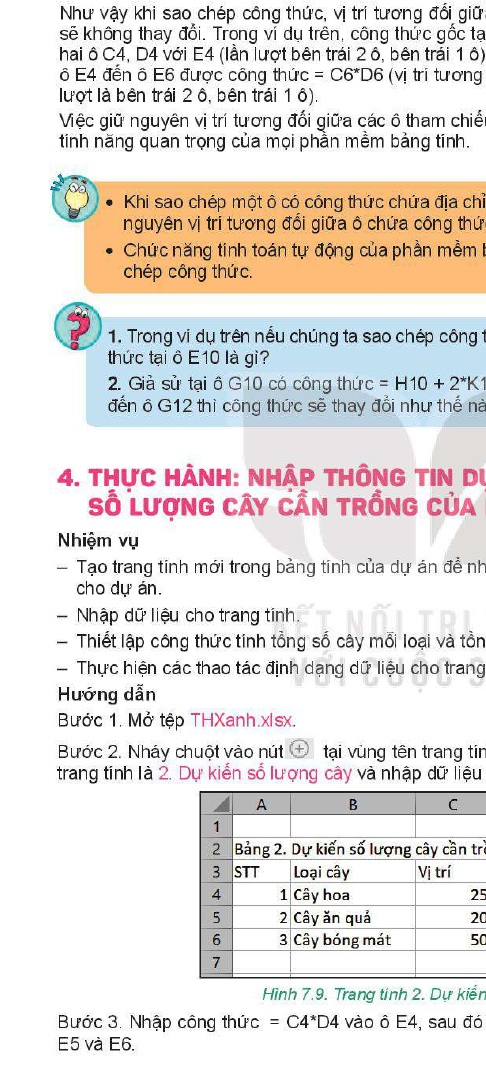 Như vậy khi sao chép công thức, vị trí tương đối giữ
sẽ không thay đổi. Trong ví dụ trên, công thức gốc tạ
hai ô C4, D4 với E4 (lần lượt bên trái 2 ô, bên trái 1 ô)
ô E4 đến ô E6 được công thức = C6*D6 (vị trí tương
lượt là bên trái 2 ô, bên trái 1 ô).
Việc giữ nguyên vị trí tương đối giữa các ô tham chiế
tính năng quan trọng của mọi phần mềm bảng tính.
• Khi sao chép một ô có công thức chứa địa chỉ
nguyên vị trí tương đối giữa ô chứa công thứ
• Chức năng tính toán tự động của phần mềm b
chép công thức.
1. Trong ví dụ trên nếu chúng ta sao chép công t
thức tại ô E10 là gì?
2. Giả sử tại ô G10 có công thức = H10 + 2*K1
đến ô G12 thì công thức sẽ thay đổi như thế nà
4. THỰC HÀNH: NHẬP THÔNG TIN DỰ
SỐ LƯỢNG CÂY CẦN TRỒNG CỦA
Nhiệm vụ
– Tạo trang tính mới trong bảng tính của dự án để nh
cho dự án.
– Nhập dữ liệu cho trang tính.
KẾT NỐI TRI
– Thiết lập công thức tính tổng số cây mỗi loại và tổn
– Thực hiện các thao tác định dạng dữ liệu cho trang
VỚI CUỘC S
Hướng dẫn
Bước 1. Mở tệp THXanh.xlsx.
Bước 2. Nháy chuột vào nút + tại vùng tên trang tín
trang tính là 2. Dự kiến số lượng cây và nhập dữ liệu
A B C
1
2 Bảng 2. Dự kiến số lượng cây cần trồ
3 STT Loại cây Vị trí
4 1 Cây hoa 25
5 2 Cây ăn quả 20
6 3 Cây bóng mát 50
7
Hình 7.9. Trang tính 2. Dự kiến
Bước 3. Nhập công thức = C4*D4 vào ô E4, sau đó
E5 và E6.